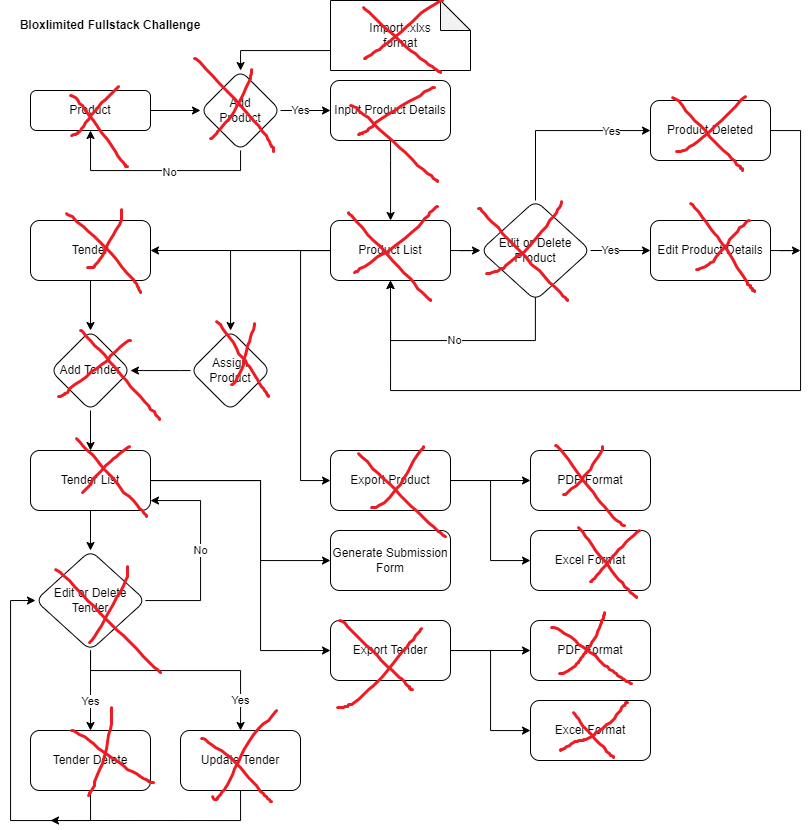 Bloxlimited Fullstack Challenge
Import .xlxs
format
Product
Add
Product
Yes
Input Product Details
No
Yes
Product Deleted
Tender
Product List
Edit or Delete
Product
Yes
Edit Product Details
No
Add Tender
Assign
Product
Tender List
Export Product
PDF Format
No
Generate Submission
Form
Excel Format
Edit or Delete
Tender
Export Tender
PDF Format
Yes
Yes
Excel Format
Tender Delete
Update Tender